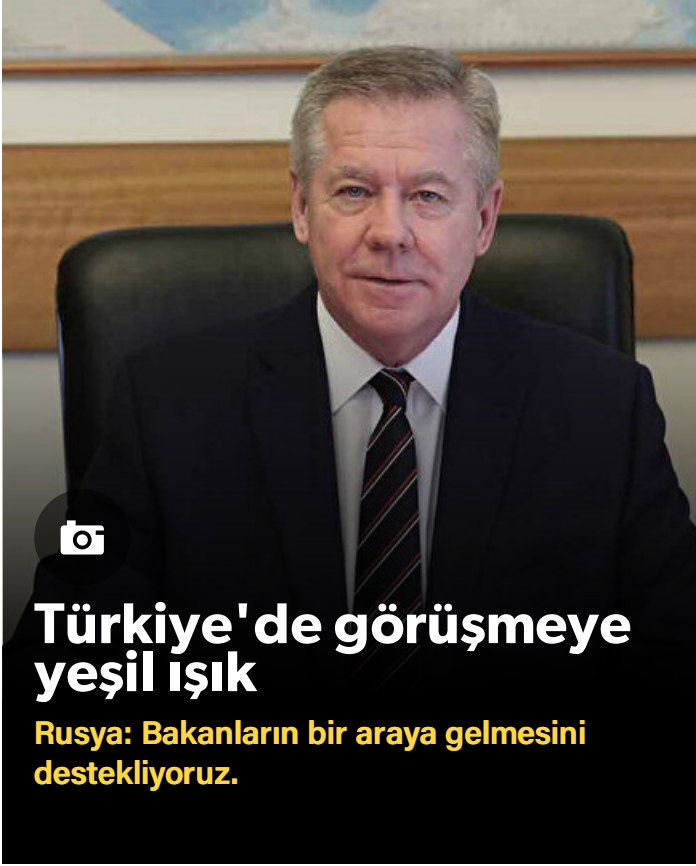 Türkiye'de görüşmeye
yeşil ışık
Rusya: Bakanların bir araya gelmesini
destekliyoruz.